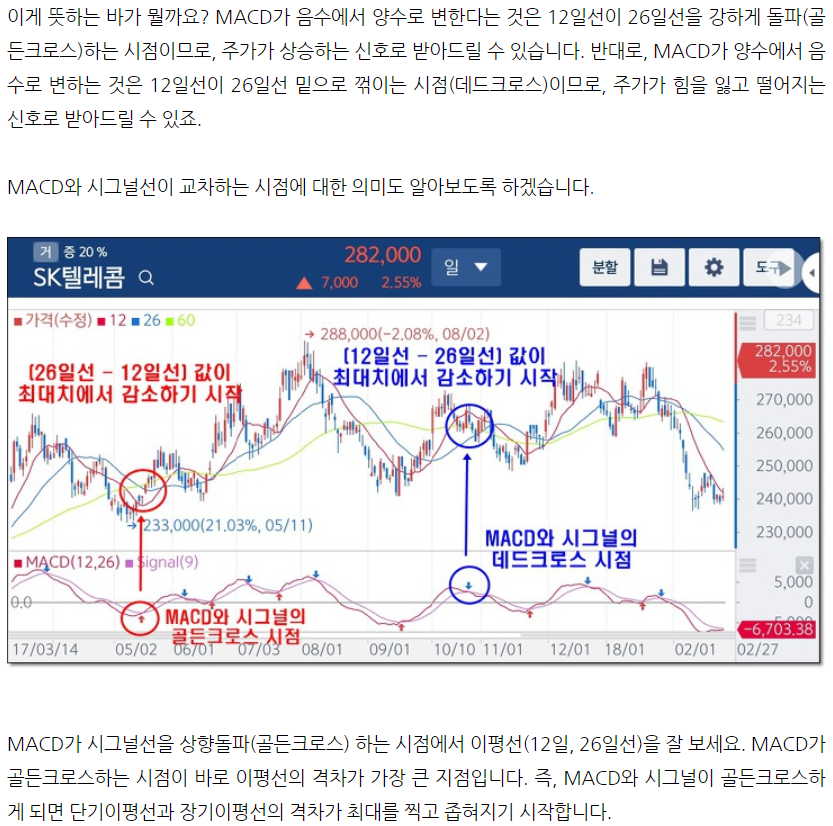 이게 뜻하는 바가 뭘까요? MACD가 음수에서 양수로 변한다는 것은 12일선이 26일선을 강하게 돌파(골
든크로스)하는 시점이므로, 주가가 상승하는 신호로 받아드릴 수 있습니다. 반대로, MACD가 양수에서 음
수로 변하는 것은 12일선이 26일선 밑으로 꺾이는 시점(데드크로스)이므로, 주가가 힘을 잃고 떨어지는
신호로 받아드릴 수 있죠.
MACD와 시그널선이 교차하는 시점에 대한 의미도 알아보도록 하겠습니다.
거 증 20 %
SK텔레콤
282,000
▲ 7,000 2.55%
일 ▼
분할
도구
가격(수정) 12 26 60
234
→ 288,000(-2.08%, 08/02)
282,000
2.55%
(26일선 - 12일선) 값이
최대치에서 감소하기 시작
(12일선 - 26일선) 값이
최대치에서 감소하기 시작
270,000
260,000
250,000
240,000
230,000
→ 233,000(21.03%, 05/11)
MACD와 시그널의
데드크로스 시점
MACD(12,26) Signal(9)
5,000
0.0
0
-5,000
-6,703.38
MACD와 시그널의
골든크로스 시점
17/03/14 05/02 06/01 07/03 08/01 09/01 10/10 11/01 12/01 18/01 02/01 02/27
MACD가 시그널선을 상향돌파(골든크로스) 하는 시점에서 이평선(12일, 26일선)을 잘 보세요. MACD가
골든크로스하는 시점이 바로 이평선의 격차가 가장 큰 지점입니다. 즉, MACD와 시그널이 골든크로스하
게 되면 단기이평선과 장기이평선의 격차가 최대를 찍고 좁혀지기 시작합니다.